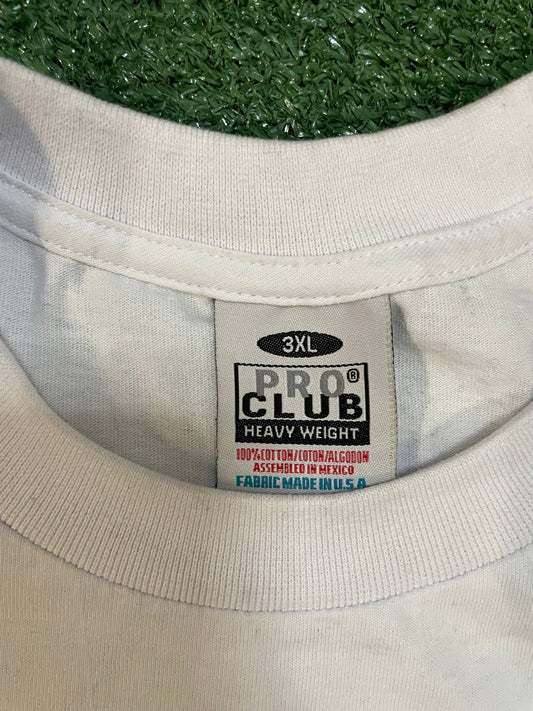 3XL
PRO®
CLUB
HEAVY WEIGHT
100%COTTON/COTON/ALGODON
ASSEMBLED IN MEXICO
FABRIC MADE IN U.S.A